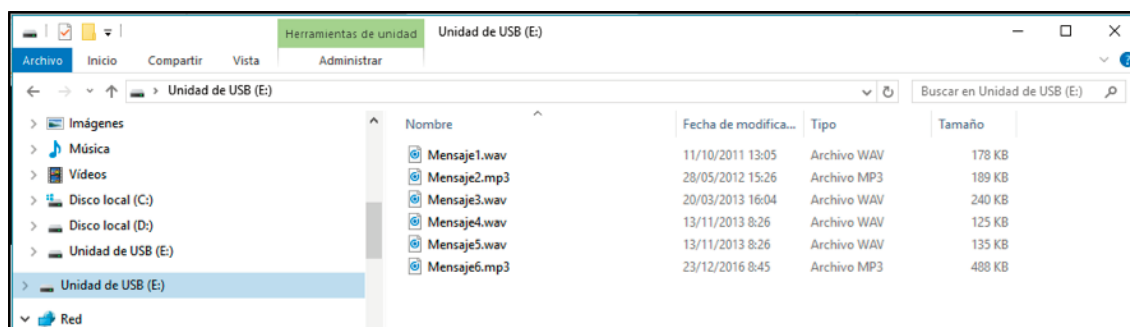 Herramientas de unidad Unidad de USB (E:)
Archivo Inicio Compartir Vista Administrar
Unidad de USB (E:) Buscar en Unidad de USB (E:)
Imágenes
Música
Vídeos
Disco local (C:)
Disco local (D:)
Unidad de USB (E:)
Unidad de USB (E:)
Red
Nombre Fecha de modifica... Tipo Tamaño
Mensaje1.wav 11/10/2011 13:05 Archivo WAV 178 KB
Mensaje2.mp3 28/05/2012 15:26 Archivo MP3 189 KB
Mensaje3.wav 20/03/2013 16:04 Archivo WAV 240 KB
Mensaje4.wav 13/11/2013 8:26 Archivo WAV 125 KB
Mensaje5.wav 13/11/2013 8:26 Archivo WAV 135 KB
Mensaje6.mp3 23/12/2016 8:45 Archivo MP3 488 KB